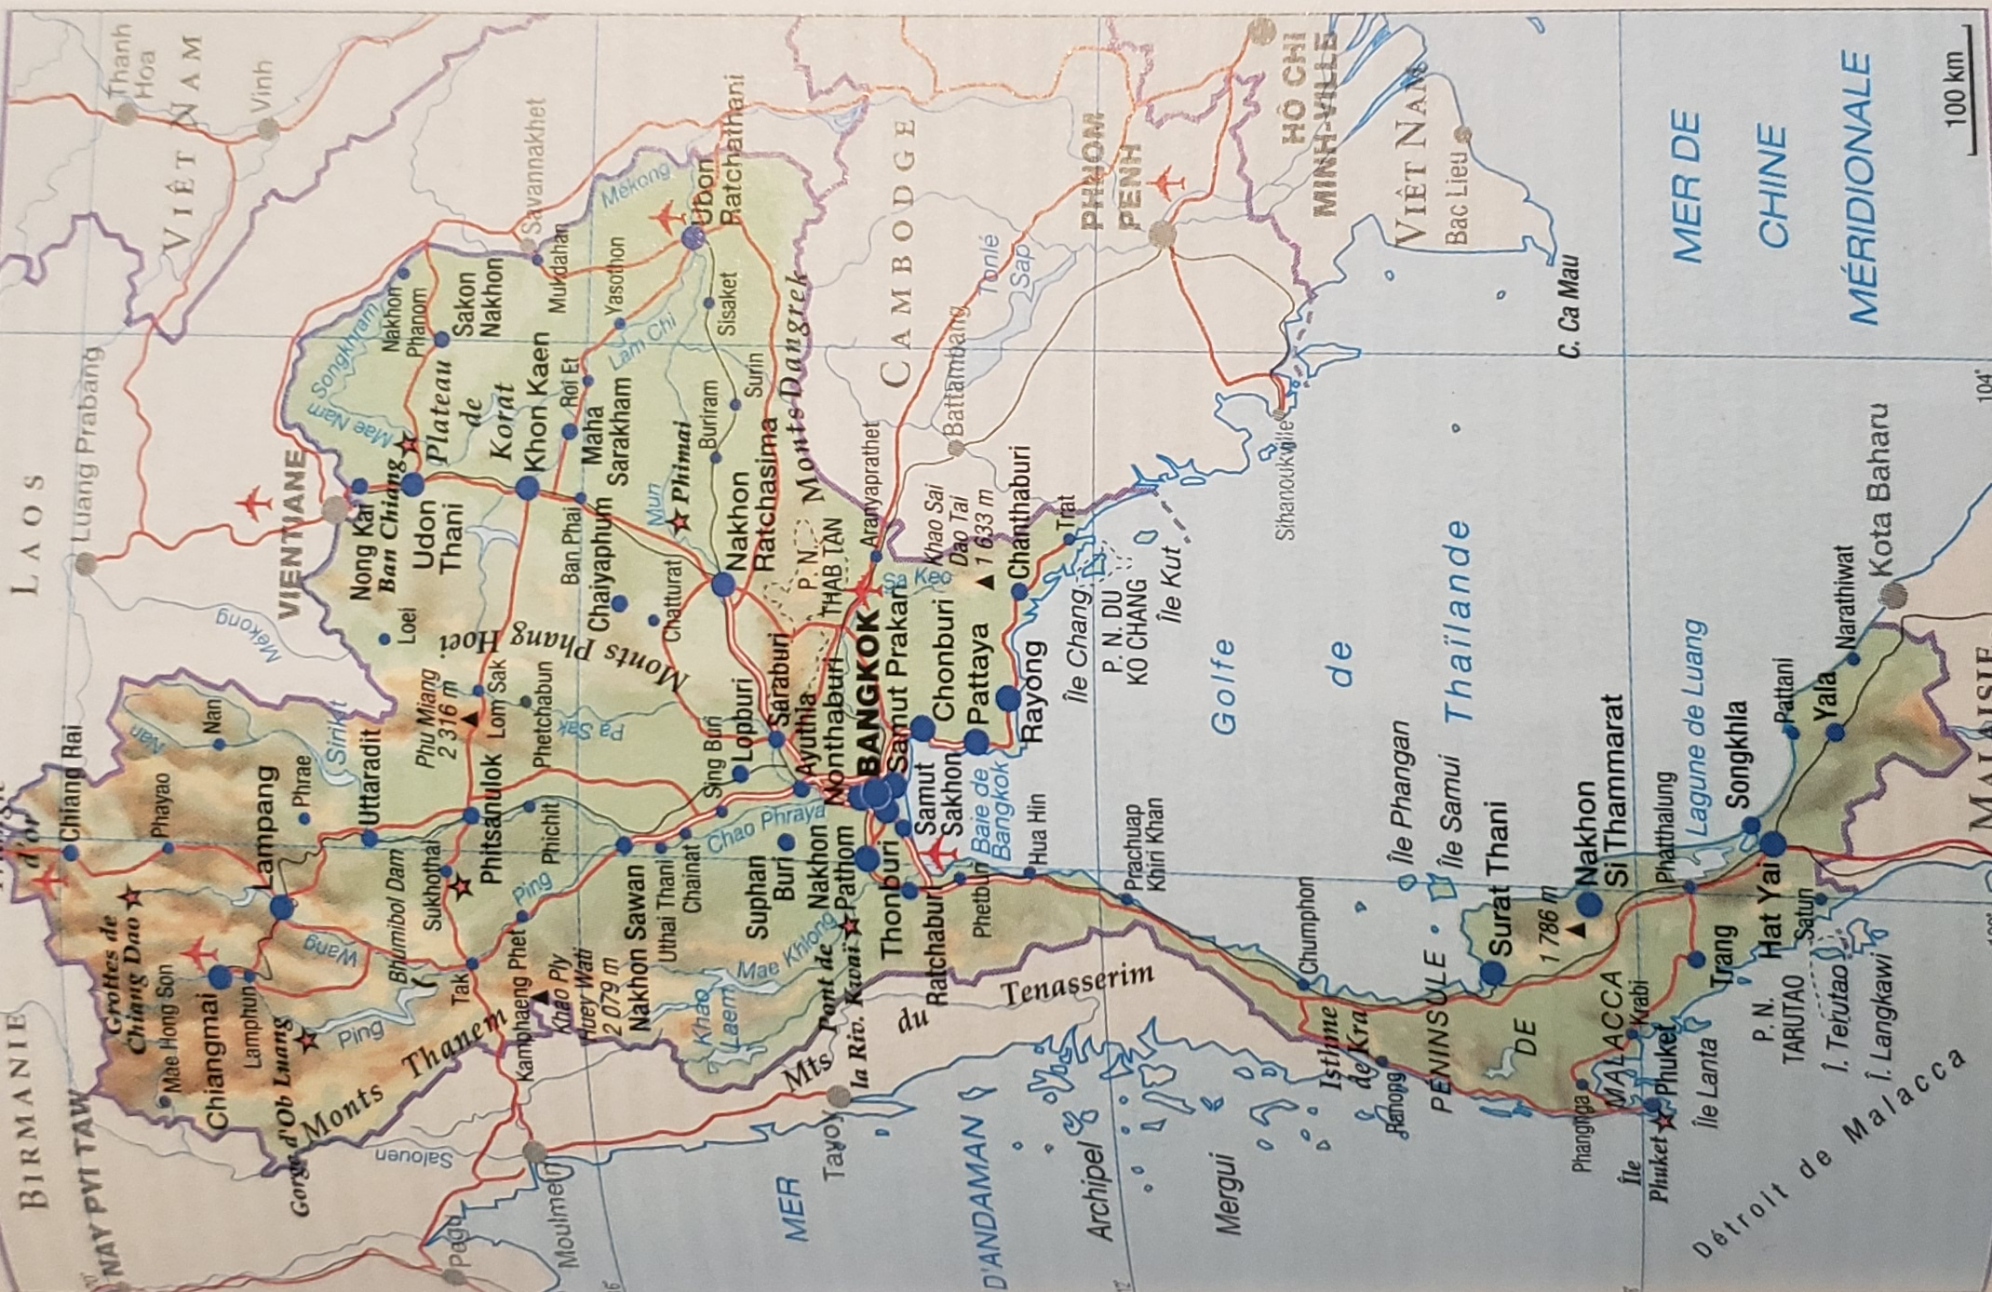 BIRMANIE
d'or
LAOS
Chiang Rai
NAY PYI TAW
Luang Prabang
Grottes de
Chiang Dao
Thanh
Hoa
Mae Hong Son
Phayao
Nan
VIÊT NAM
Chiangmai
Nan
Lamphun
Mékong
Vinh
Lampang
Gorge d'Ob Luang
VIENTIANE
Phrae
Monts
Thanem
Wang
Sirikit
Ping
Songkhram
Mae Nam
Nong Kai
Uttaradit
Loei
Ban Chiang
Nakhon
Phanom
Salouen
Bhumibol Dam
Udon
Thani
Plateau
de
Korat
Phu Miang
2 316 m
Sukhothai
Pegu
Tak
Sakon
Nakhon
Phitsanulok
Lom Sak
Monts Phang Hoei
Kamphaeng Phet
Ping
Khon Kaen
Savannakhet
Moulmein
Phichit
Phetchabun
Mukdahan
Khao Ply
Huey Wati
2 079 m
Ban Phai
Roi Et
Pa Sak
Chaiyaphum
Maha
Sarakham
Yasothon
16°
Lam Chi
Mékong
Nakhon Sawan
Uthai Thani
Chatturat
Mun
Phimai
Chainat
Khao
Laem
Sing Buri
Buriram
Ubon
Ratchathani
Chao Phraya
Lopburi
Sisaket
Mae Khlong
Suphan
Buri
Nakhon
Ratchasima
Surin
MER
Saraburi
Mts
du
Tenasserim
Ayuthia
P. N.
THAB TAN
Monts Dangrek
Tavoy
Pont de
la Riv. Kwaï
Nakhon
Pathom
Nonthaburi
BANGKOK
Aranyaprathet
Thonburi
Samut Prakan
Sa Keo
CAMBODGE
Ratchaburi
Samut
Sakhon
Chonburi
Khao Sai
Dao Tai
1 633 m
Battambang
D'ANDAMAN
Phetburi
Baie de
Bangkok
Pattaya
Tonlé
Sap
Hua Hin
Rayong
Chanthaburi
Trat
Archipel
Île Chang
PHNOM
PENH
12°
P. N. DU
KO CHANG
Prachuap
Khiri Khan
Île Kut
Mergui
Golfe
Sihanoukville
HÔ CHI
MINH-VILLE
Chumphon
Isthme
de Kra
de
Ranong
Île Phangan
VIÊT NAM
PÉNINSULE
Île Samui
Thaïlande
Bac Lieu
Surat Thani
DE
1 786 m
C. Ca Mau
Phangnga
Nakhon
Si Thammarat
MALACCA
Île
Phuket
Krabi
Phuket
Phatthalung
MER DE
Île Lanta
Lagune de Luang
Trang
Détroit de Malacca
Songkhla
P. N.
TARUTAO
Hat Yai
CHINE
Pattani
Satun
Î. Terutao
Yala
Narathiwat
MÉRIDIONALE
Î. Langkawi
Kota Baharu
100 km
MALAISIE
104°